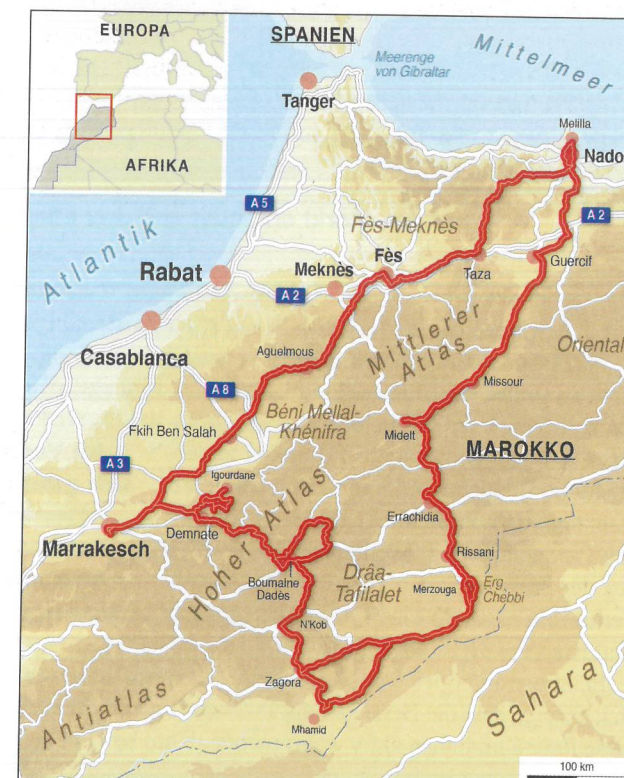 EUROPA
AFRIKA
SPANIEN
Meerenge
von Gibraltar
Mittelmeer
Tanger
Melilla
Nado
A 5
A 2
Fès-Meknès
Atlantik
Rabat
Meknès
Fès
Taza
Guercif
A 2
Casablanca
Aguelmous
Mittlerer
Atlas
Oriental
Missour
A 8
Béni Mellal-
Khénifra
Fkih Ben Salah
Midelt
MAROKKO
A 3
Igourdane
Marrakesch
Demnate
Hoher Atlas
Errachidia
Rissani
Boumalne
Dadès
Drâa-
Tafilalet
Merzouga
Erg
Chebbi
N'Kob
Zagora
Antiatlas
Mhamid
Sahara
100 km